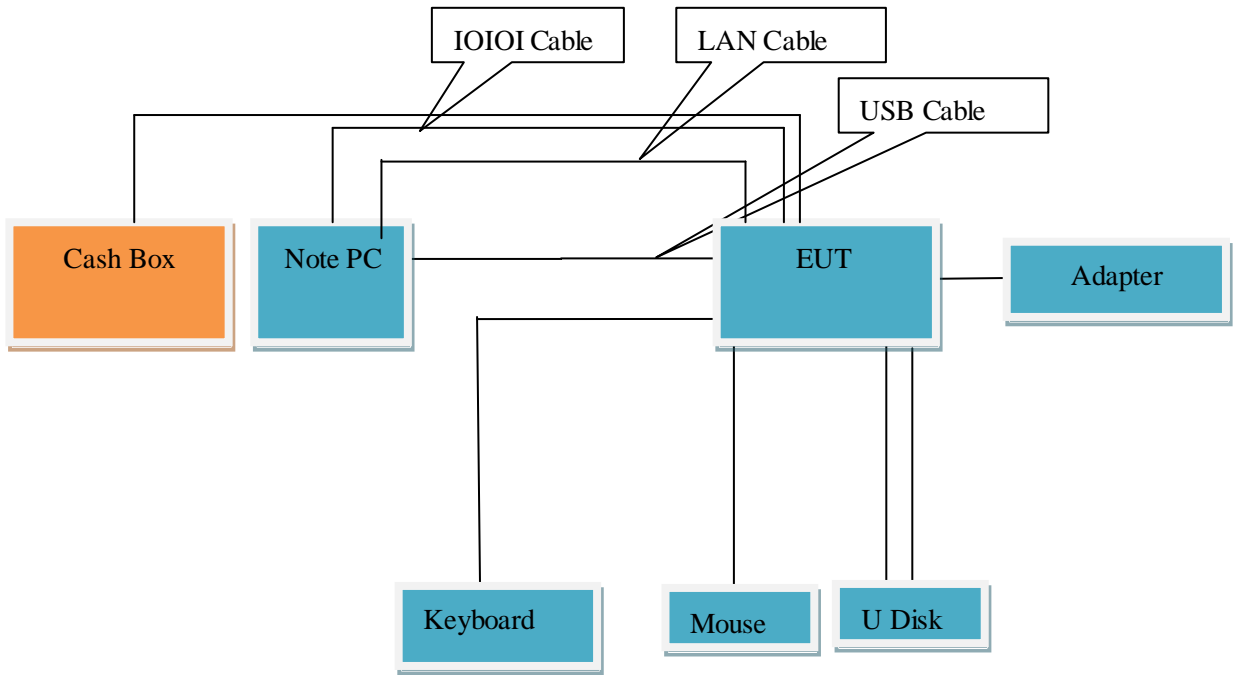 IOIOI Cable
LAN Cable
USB Cable
Cash Box
Note PC
EUT
Adapter
Keyboard
Mouse
U Disk